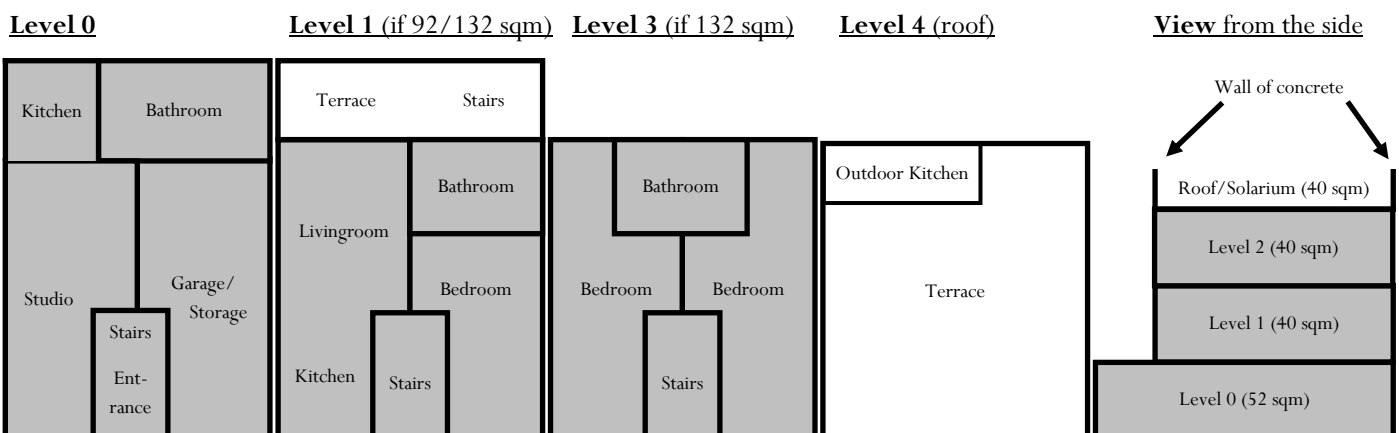 Level 0
Level 1 (if 92/132 sqm)
Level 3 (if 132 sqm)
Level 4 (roof)
View from the side
Kitchen
Bathroom
Studio
Garage/
Storage
Stairs
Ent-
rance
Terrace
Stairs
Bathroom
Livingroom
Bedroom
Kitchen
Stairs
Bathroom
Bedroom
Bedroom
Stairs
Outdoor Kitchen
Terrace
Wall of concrete
Roof/Solarium (40 sqm)
Level 2 (40 sqm)
Level 1 (40 sqm)
Level 0 (52 sqm)